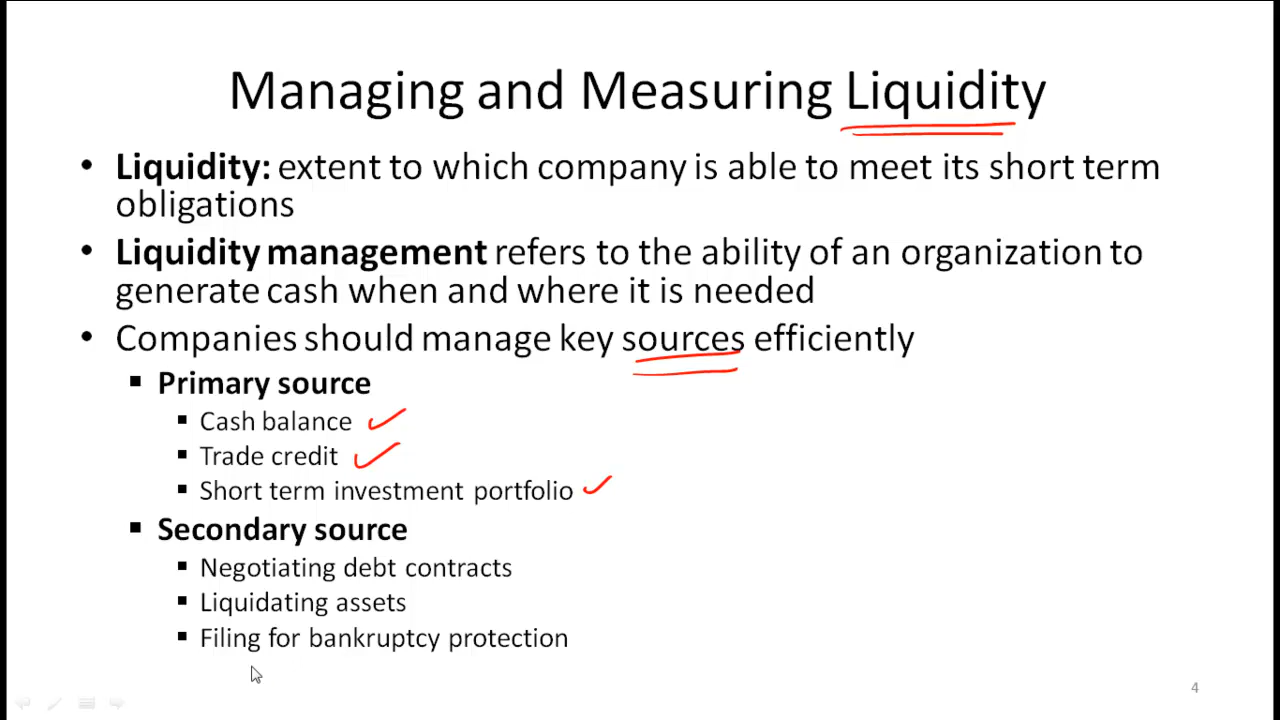 Managing and Measuring Liquidity
• Liquidity: extent to which company is able to meet its short term
obligations
• Liquidity management refers to the ability of an organization to
generate cash when and where it is needed
• Companies should manage key sources efficiently
▪ Primary source
▪ Cash balance
▪ Trade credit
▪ Short term investment portfolio
▪ Secondary source
▪ Negotiating debt contracts
▪ Liquidating assets
▪ Filing for bankruptcy protection
4